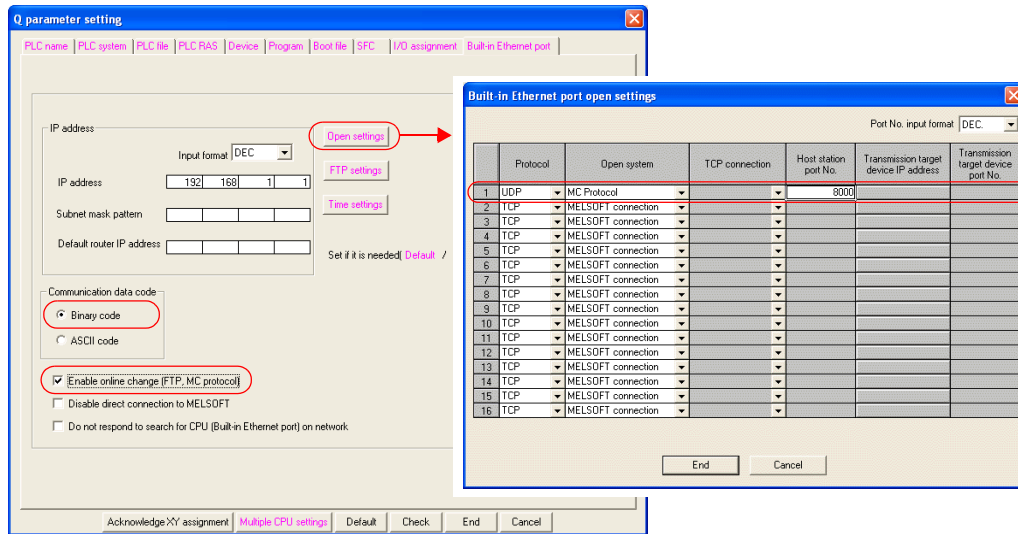 Q parameter setting
PLC name PLC system PLC file PLC RAS Device Program Boot file SFC I/O assignment Built-in Ethernet port
IP address
Input format DEC
IP address 192 168 1 1
Subnet mask pattern
Default router IP address
Open settings
FTP settings
Time settings
Set if it is needed( Default /
Communication data code
Binary code
ASCII code
Enable online change (FTP, MC protocol)
Disable direct connection to MELSOFT
Do not respond to search for CPU (Built-in Ethernet port) on network
Acknowledge XY assignment Multiple CPU settings Default Check End Cancel
Built-in Ethernet port open settings
Port No. input format DEC.
Protocol Open system TCP connection Host station port No. Transmission target device IP address Transmission target device port No.
1 UDP MC Protocol 8000
2 TCP MELSOFT connection
3 TCP MELSOFT connection
4 TCP MELSOFT connection
5 TCP MELSOFT connection
6 TCP MELSOFT connection
7 TCP MELSOFT connection
8 TCP MELSOFT connection
9 TCP MELSOFT connection
10 TCP MELSOFT connection
11 TCP MELSOFT connection
12 TCP MELSOFT connection
13 TCP MELSOFT connection
14 TCP MELSOFT connection
15 TCP MELSOFT connection
16 TCP MELSOFT connection
End Cancel